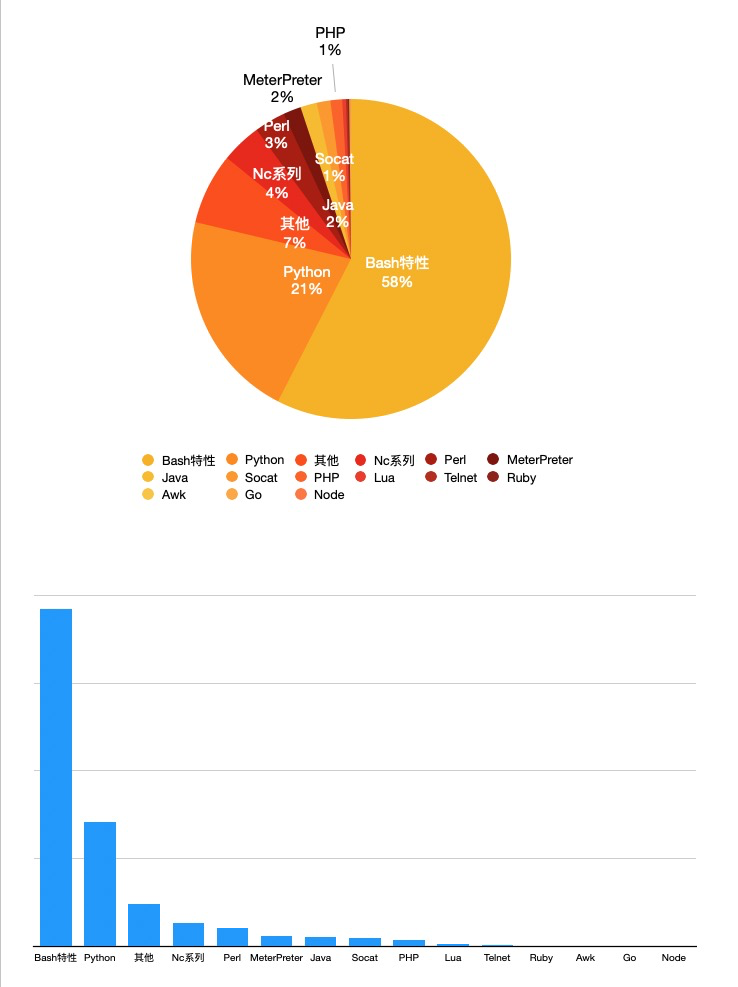 PHP
1%
MeterPreter
2%
Perl
3%
Socat
1%
Nc系列
4%
Java
2%
其他
7%
Python
21%
Bash特性
58%
Bash特性 Python 其他 Nc系列 Perl MeterPreter
Java Socat PHP Lua Telnet Ruby
Awk Go Node
Bash特性 Python 其他 Nc系列 Perl MeterPreter Java Socat PHP Lua Telnet Ruby Awk Go Node